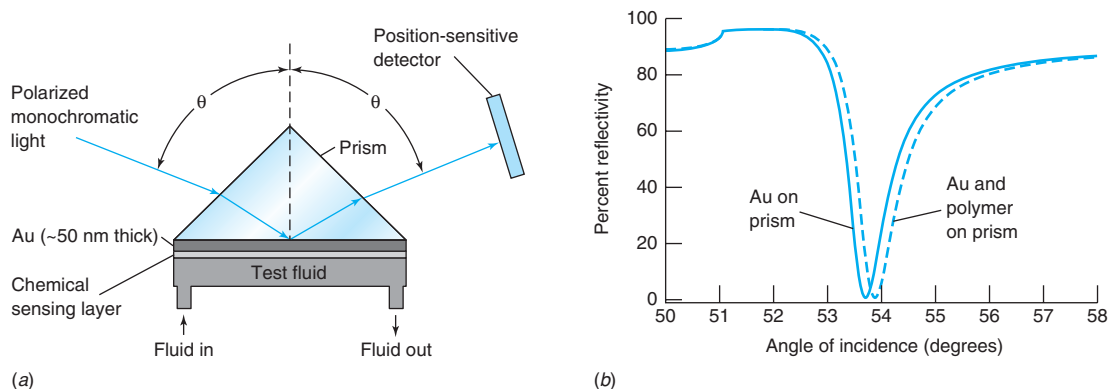 Polarized
monochromatic
light
θ
θ
Position-sensitive
detector
Prism
Au (~50 nm thick)
Chemical
sensing layer
Test fluid
Fluid in
Fluid out
(a)
100
80
60
40
20
0
Percent reflectivity
Au on
prism
Au and
polymer
on prism
50 51 52 53 54 55 56 57 58
Angle of incidence (degrees)
(b)